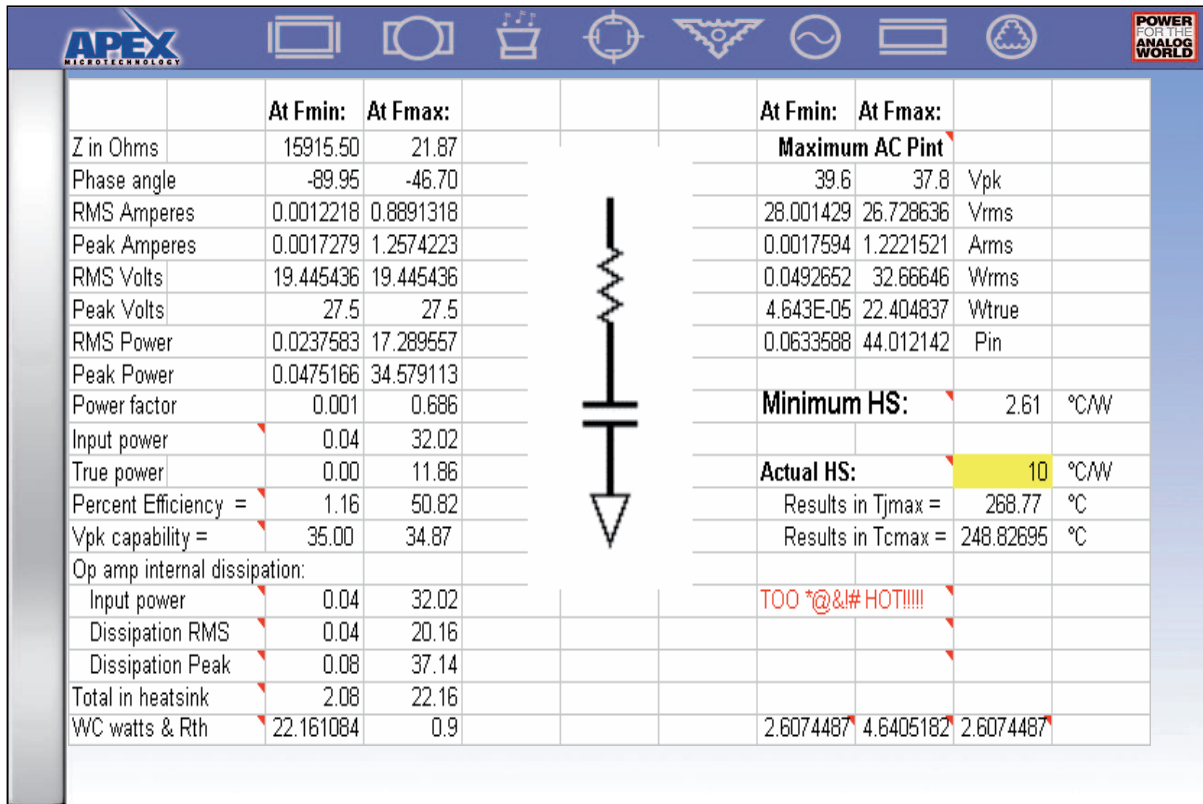 APEX
MICROTECHNOLOGY
POWER
FOR THE
ANALOG
WORLD
At Fmin: At Fmax: At Fmin: At Fmax:
Z in Ohms 15915.50 21.87 Maximum AC Pint
Phase angle -89.95 -46.70 39.6 37.8 Vpk
RMS Amperes 0.0012218 0.8891318 28.001429 26.728636 Vrms
Peak Amperes 0.0017279 1.2574223 0.0017594 1.2221521 Arms
RMS Volts 19.445436 19.445436 0.0492652 32.66646 Wrms
Peak Volts 27.5 27.5 4.643E-05 22.404837 Wtrue
RMS Power 0.0237583 17.289557 0.0633588 44.012142 Pin
Peak Power 0.0475166 34.579113
Power factor 0.001 0.686 Minimum HS: 2.61 °C/W
Input power 0.04 32.02
True power 0.00 11.86 Actual HS: 10 °C/W
Percent Efficiency = 1.16 50.82 Results in Tjmax = 268.77 °C
Vpk capability = 35.00 34.87 Results in Tcmax = 248.82695 °C
Op amp internal dissipation:
Input power 0.04 32.02 TOO *@&!# HOT!!!!!
Dissipation RMS 0.04 20.16
Dissipation Peak 0.08 37.14
Total in heatsink 2.08 22.16
WC watts & Rth 22.161084 0.9 2.6074487 4.6405182 2.6074487